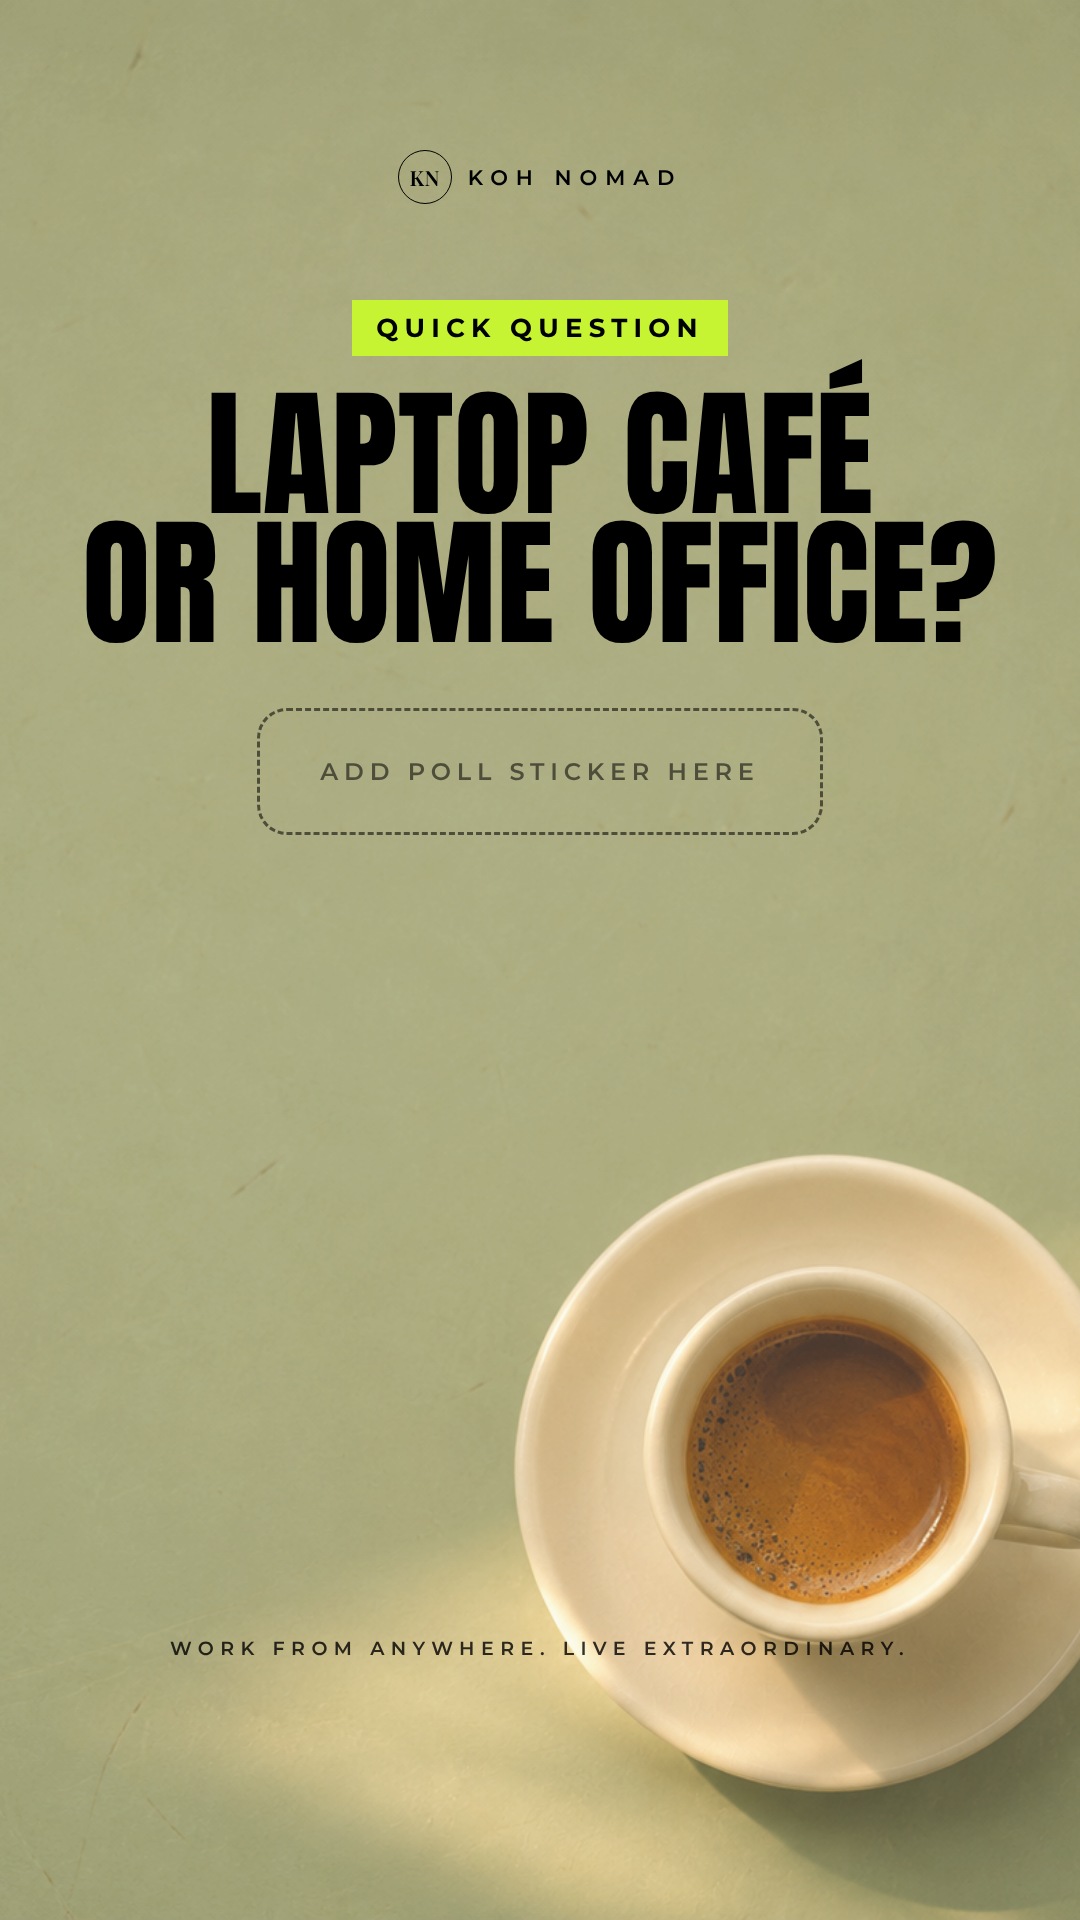 KN KOH NOMAD
QUICK QUESTION
LAPTOP CAFÉ
OR HOME OFFICE?
ADD POLL STICKER HERE
WORK FROM ANYWHERE. LIVE EXTRAORDINARY.